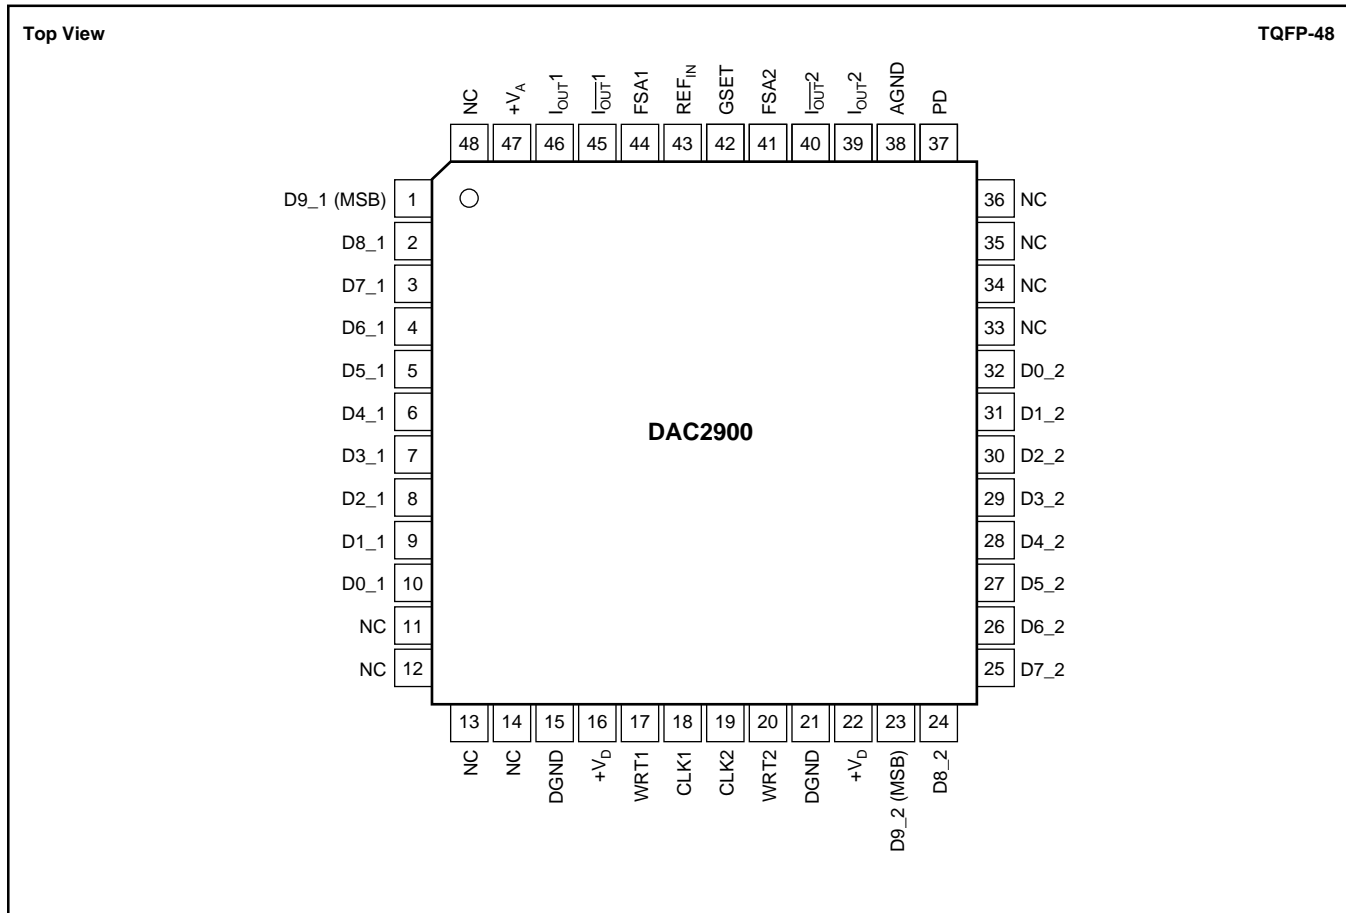 Top View
TQFP-48
NC
+VA
IOUT1
I̅O̅U̅T̅1
FSA1
REFIN
GSET
FSA2
I̅O̅U̅T̅2
IOUT2
AGND
PD
48 47 46 45 44 43 42 41 40 39 38 37
D9_1 (MSB) 1
D8_1 2
D7_1 3
D6_1 4
D5_1 5
D4_1 6
D3_1 7
D2_1 8
D1_1 9
D0_1 10
NC 11
NC 12
DAC2900
36 NC
35 NC
34 NC
33 NC
32 D0_2
31 D1_2
30 D2_2
29 D3_2
28 D4_2
27 D5_2
26 D6_2
25 D7_2
13 14 15 16 17 18 19 20 21 22 23 24
NC
NC
DGND
+VD
WRT1
CLK1
CLK2
WRT2
DGND
+VD
D9_2 (MSB)
D8_2